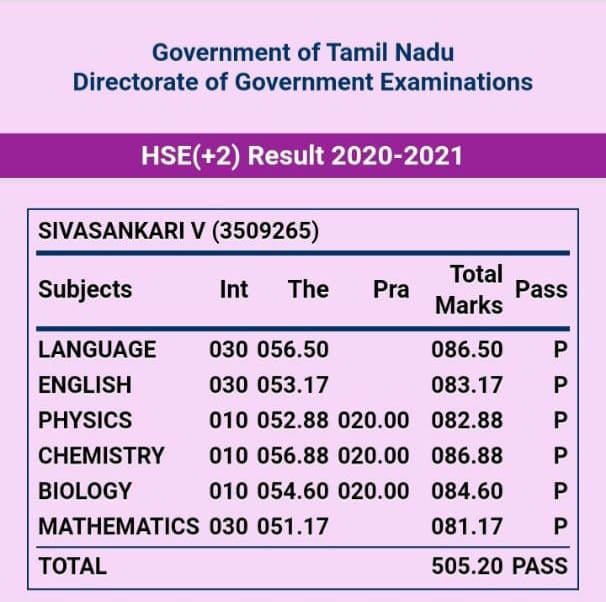 Government of Tamil Nadu
Directorate of Government Examinations
HSE(+2) Result 2020-2021
SIVASANKARI V (3509265)
Subjects Int The Pra Total Marks Pass
LANGUAGE 030 056.50 086.50 P
ENGLISH 030 053.17 083.17 P
PHYSICS 010 052.88 020.00 082.88 P
CHEMISTRY 010 056.88 020.00 086.88 P
BIOLOGY 010 054.60 020.00 084.60 P
MATHEMATICS 030 051.17 081.17 P
TOTAL 505.20 PASS